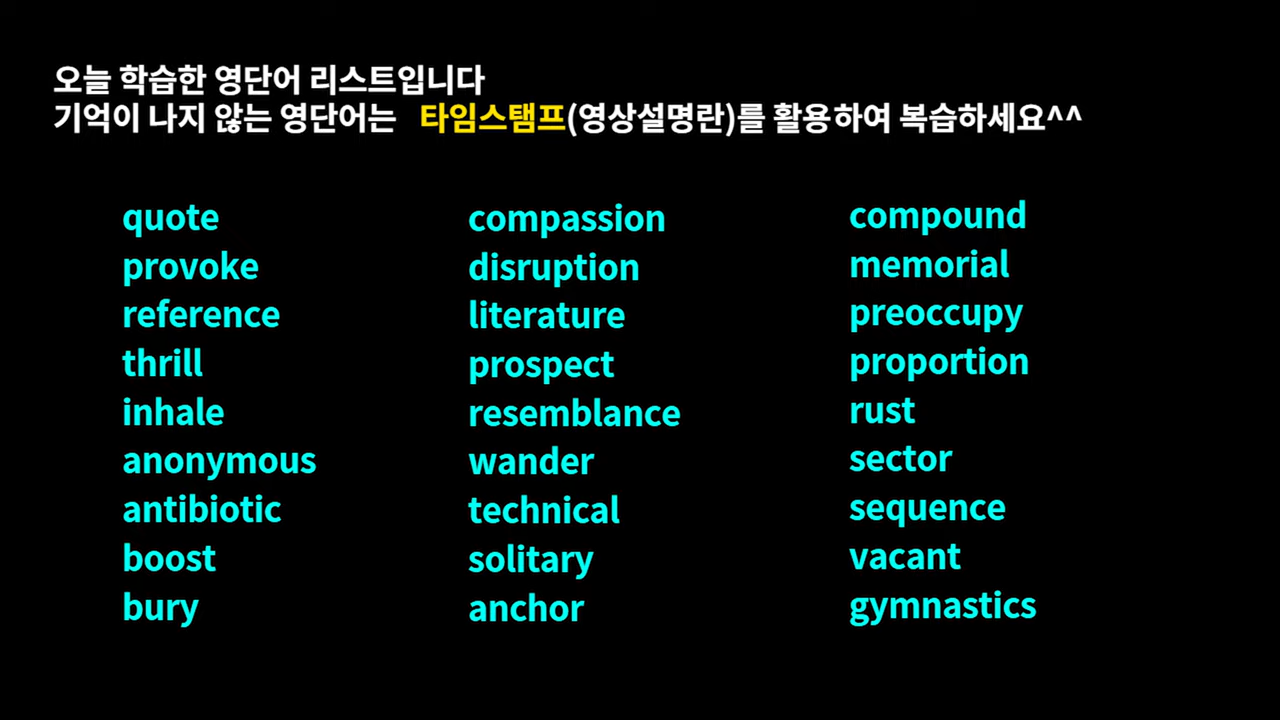 오늘 학습한 영단어 리스트입니다
기억이 나지 않는 영단어는 타임스탬프(영상설명란)를 활용하여 복습하세요^^
quote
provoke
reference
thrill
inhale
anonymous
antibiotic
boost
bury
compassion
disruption
literature
prospect
resemblance
wander
technical
solitary
anchor
compound
memorial
preoccupy
proportion
rust
sector
sequence
vacant
gymnastics